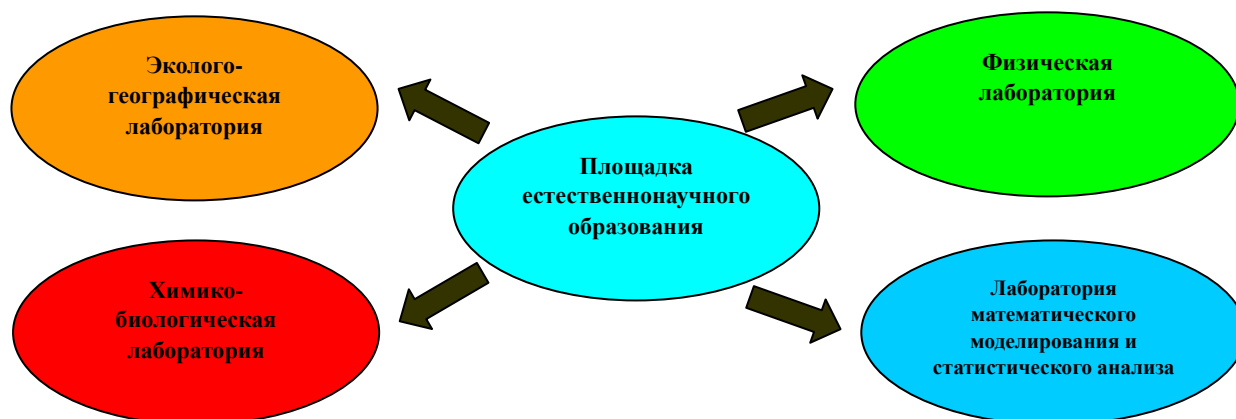 Эколого-
географическая
лаборатория
Физическая
лаборатория
Площадка
естественнонаучного
образования
Химико-
биологическая
лаборатория
Лаборатория
математического
моделирования и
статистического анализа